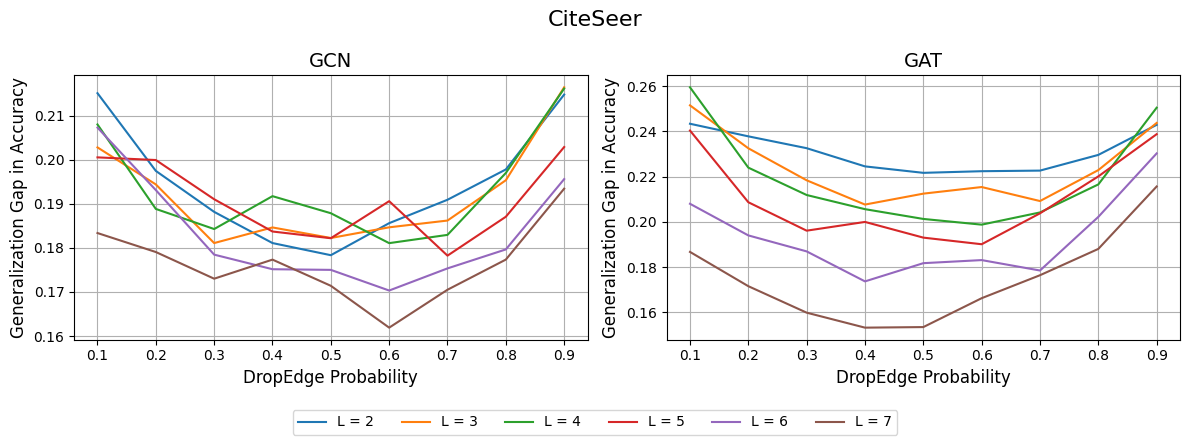 CiteSeer
GCN
Generalization Gap in Accuracy
0.21
0.20
0.19
0.18
0.17
0.16
0.1 0.2 0.3 0.4 0.5 0.6 0.7 0.8 0.9
DropEdge Probability
GAT
Generalization Gap in Accuracy
0.26
0.24
0.22
0.20
0.18
0.16
0.1 0.2 0.3 0.4 0.5 0.6 0.7 0.8 0.9
DropEdge Probability
L = 2 L = 3 L = 4 L = 5 L = 6 L = 7